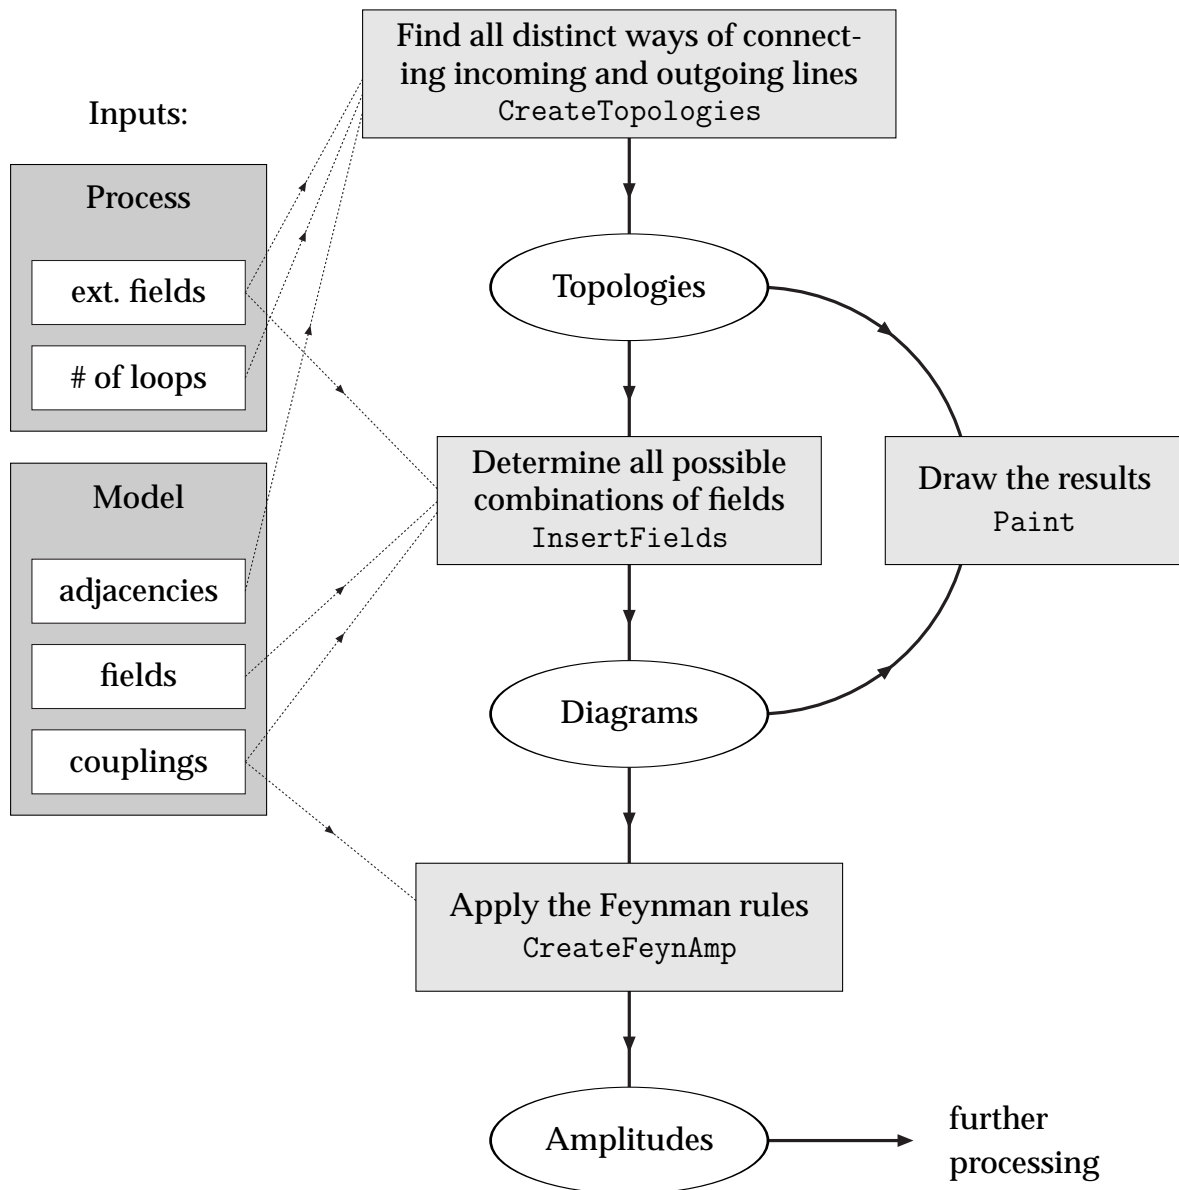 Find all distinct ways of connect-
ing incoming and outgoing lines
CreateTopologies
Inputs:
Process
ext. fields
# of loops
Model
adjacencies
fields
couplings
Topologies
Determine all possible
combinations of fields
InsertFields
Draw the results
Paint
Diagrams
Apply the Feynman rules
CreateFeynAmp
Amplitudes
further
processing